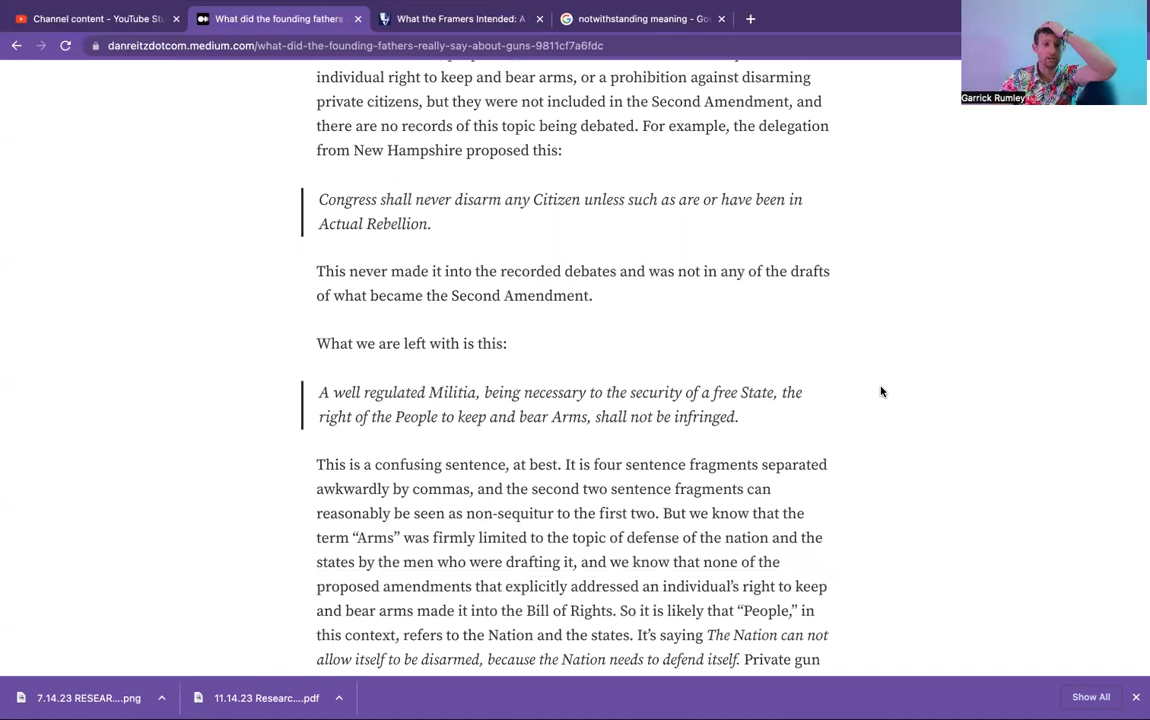 Channel content - YouTube Stu
What did the founding fathers
What the Framers Intended: A
notwithstanding meaning - Go
danreitzdotcom.medium.com/what-did-the-founding-fathers-really-say-about-guns-9811cf7a6fdc
Garrick Rumley
individual right to keep and bear arms, or a prohibition against disarming
private citizens, but they were not included in the Second Amendment, and
there are no records of this topic being debated. For example, the delegation
from New Hampshire proposed this:
Congress shall never disarm any Citizen unless such as are or have been in
Actual Rebellion.
This never made it into the recorded debates and was not in any of the drafts
of what became the Second Amendment.
What we are left with is this:
A well regulated Militia, being necessary to the security of a free State, the
right of the People to keep and bear Arms, shall not be infringed.
This is a confusing sentence, at best. It is four sentence fragments separated
awkwardly by commas, and the second two sentence fragments can
reasonably be seen as non-sequitur to the first two. But we know that the
term “Arms” was firmly limited to the topic of defense of the nation and the
states by the men who were drafting it, and we know that none of the
proposed amendments that explicitly addressed an individual’s right to keep
and bear arms made it into the Bill of Rights. So it is likely that “People,” in
this context, refers to the Nation and the states. It’s saying The Nation can not
allow itself to be disarmed, because the Nation needs to defend itself. Private gun
7.14.23 RESEAR....png
11.14.23 Researc....pdf
Show All